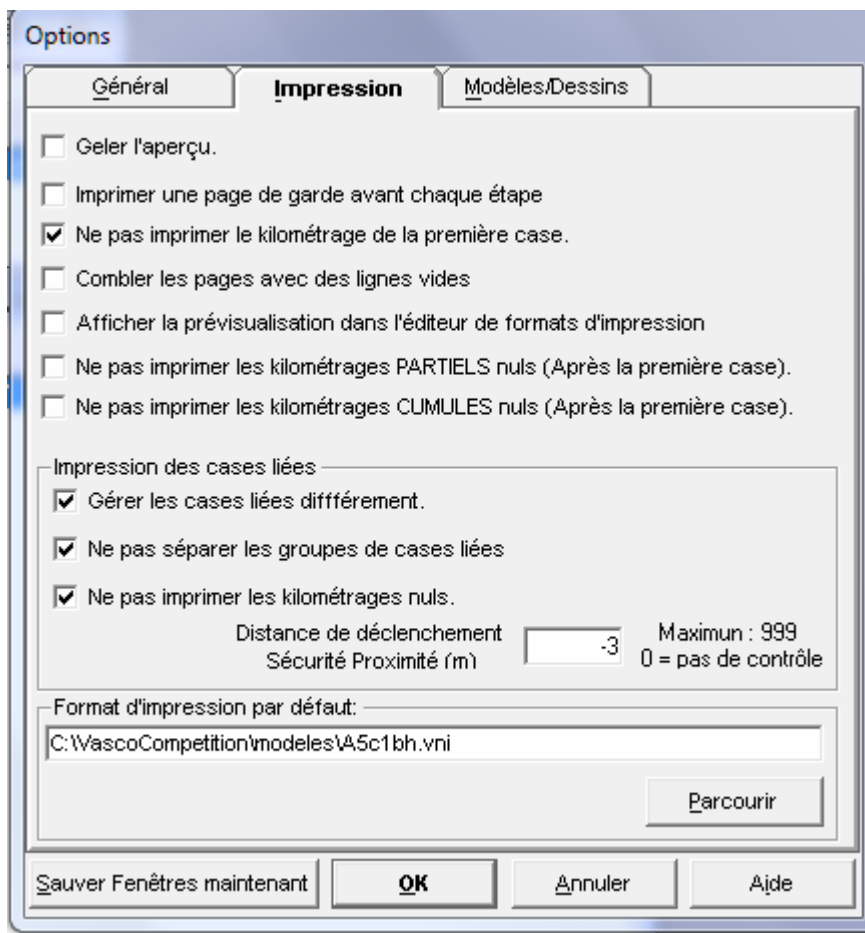 Options
Général
Impression
Modèles/Dessins
Geler l'aperçu.
Imprimer une page de garde avant chaque étape
Ne pas imprimer le kilométrage de la première case.
Combler les pages avec des lignes vides
Afficher la prévisualisation dans l'éditeur de formats d'impression
Ne pas imprimer les kilométrages PARTIELS nuls (Après la première case).
Ne pas imprimer les kilométrages CUMULES nuls (Après la première case).
Impression des cases liées
Gérer les cases liées diffférement.
Ne pas séparer les groupes de cases liées
Ne pas imprimer les kilométrages nuls.
Distance de déclenchement
Sécurité Proximité (m)
-3
Maximun : 999
0 = pas de contrôle
Format d'impression par défaut:
C:\VascoCompetition\modeles\A5c1bh.vni
Parcourir
Sauver Fenêtres maintenant
OK
Annuler
Aide